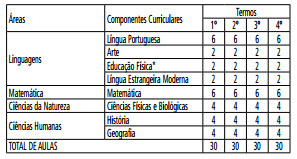 Áreas Componentes Curriculares Termos
1º 2º 3º 4º
Linguagens Língua Portuguesa 6 6 6 6
Arte 2 2 2 2
Educação Física* 2 2 2 2
Língua Estrangeira Moderna 2 2 2 2
Matemática Matemática 6 6 6 6
Ciências da Natureza Ciências Físicas e Biológicas 4 4 4 4
Ciências Humanas História 4 4 4 4
Geografia 4 4 4 4
TOTAL DE AULAS 30 30 30 30